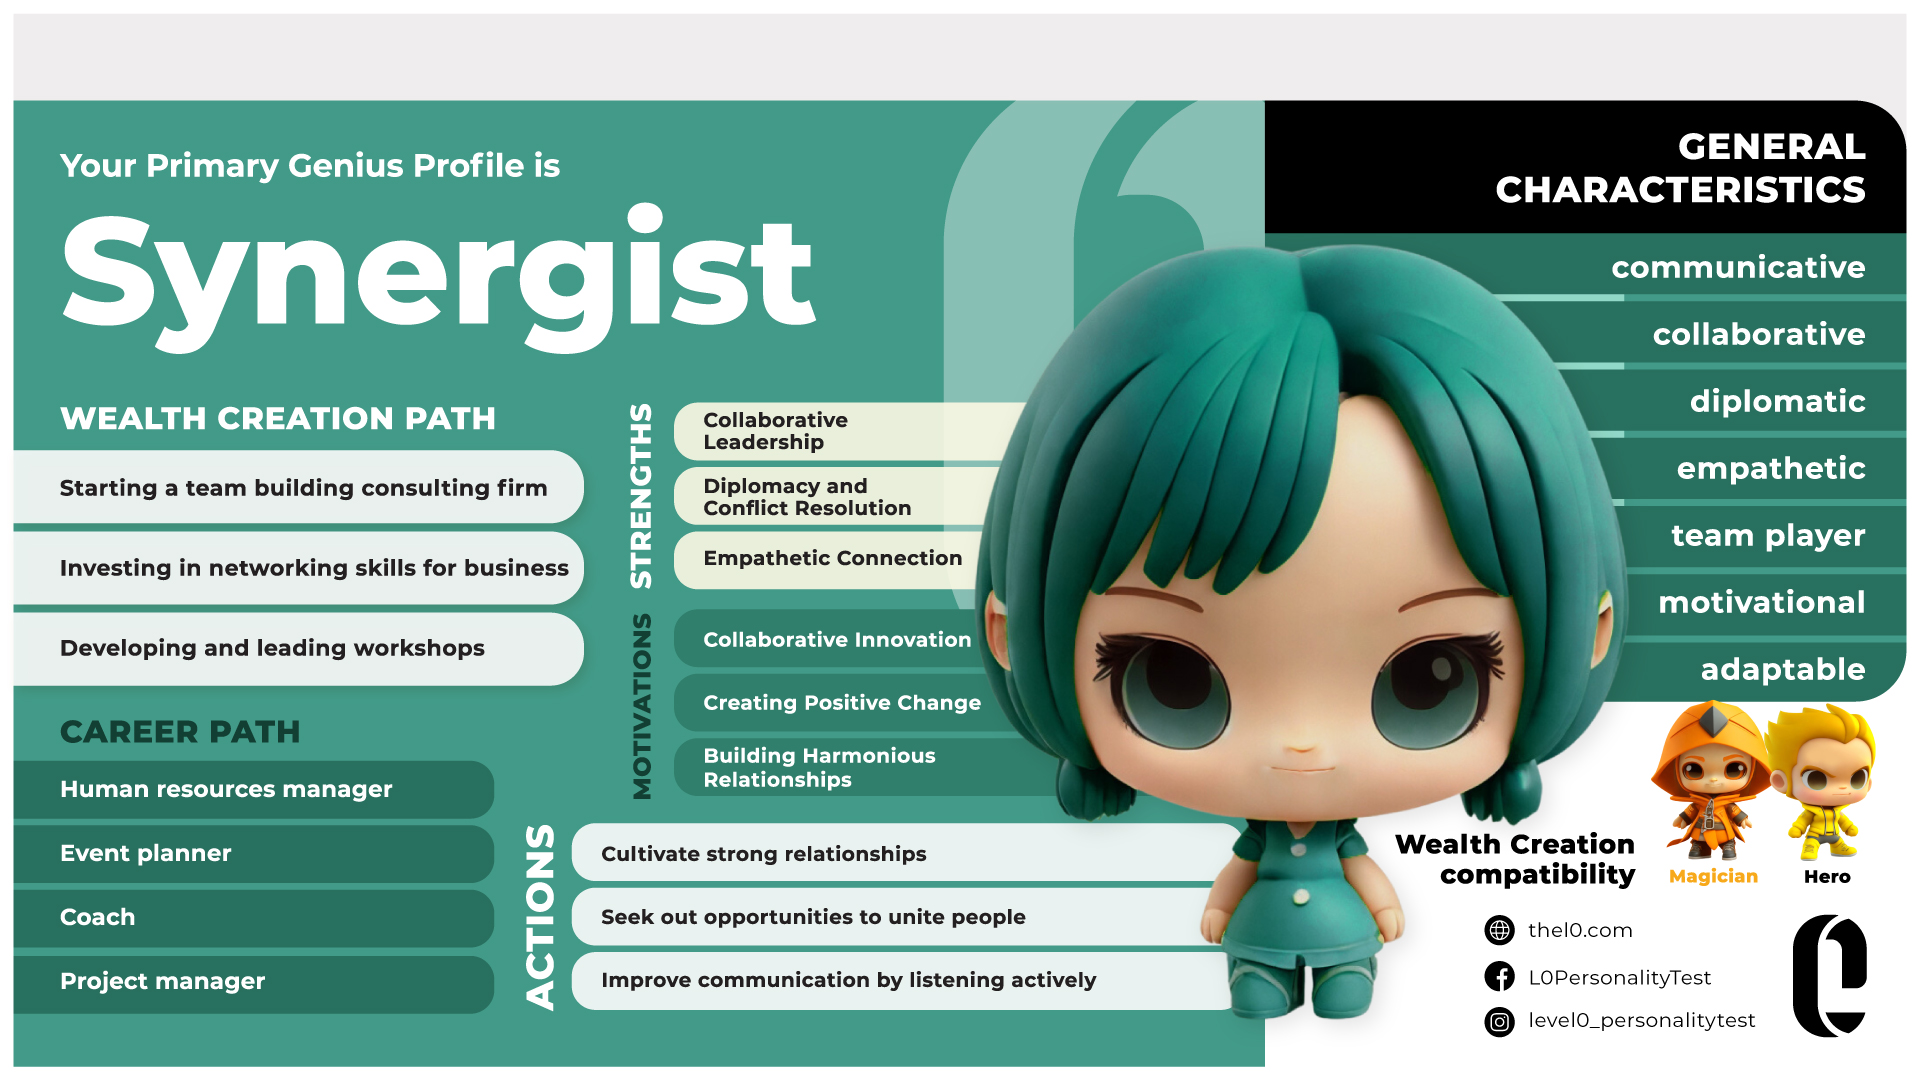 Your Primary Genius Profile is
Synergist
WEALTH CREATION PATH
Starting a team building consulting firm
Investing in networking skills for business
Developing and leading workshops
CAREER PATH
Human resources manager
Event planner
Coach
Project manager
STRENGTHS
Collaborative
Leadership
Diplomacy and
Conflict Resolution
Empathetic Connection
MOTIVATIONS
Collaborative Innovation
Creating Positive Change
Building Harmonious
Relationships
ACTIONS
Cultivate strong relationships
Seek out opportunities to unite people
Improve communication by listening actively
GENERAL
CHARACTERISTICS
communicative
collaborative
diplomatic
empathetic
team player
motivational
adaptable
Wealth Creation
compatibility
Magician
Hero
thel0.com
L0PersonalityTest
level0_personalitytest